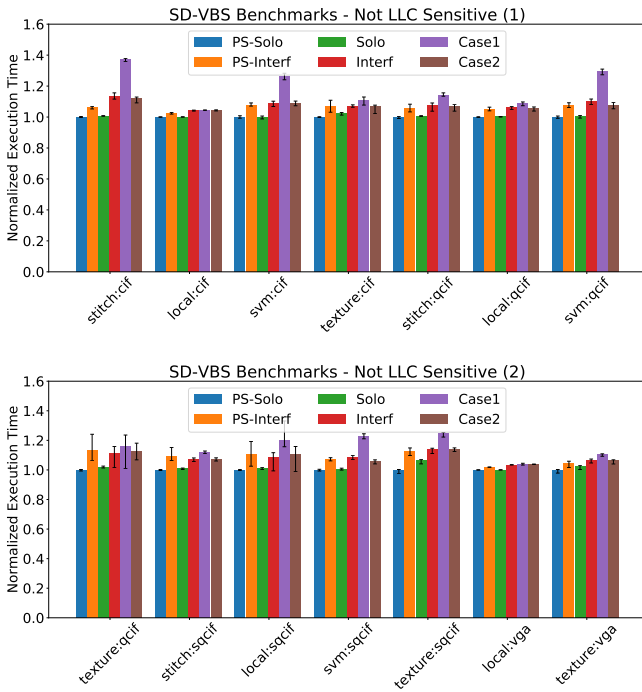 SD-VBS Benchmarks - Not LLC Sensitive (1)
Normalized Execution Time
1.6
1.4
1.2
1.0
0.8
0.6
0.4
0.2
0.0
PS-Solo Solo Case1
PS-Interf Interf Case2
stitch:cif local:cif svm:cif texture:cif stitch:qcif local:qcif svm:qcif
SD-VBS Benchmarks - Not LLC Sensitive (2)
Normalized Execution Time
1.6
1.4
1.2
1.0
0.8
0.6
0.4
0.2
0.0
PS-Solo Solo Case1
PS-Interf Interf Case2
texture:qcif stitch:sqcif local:sqcif svm:sqcif texture:sqcif local:vga texture:vga